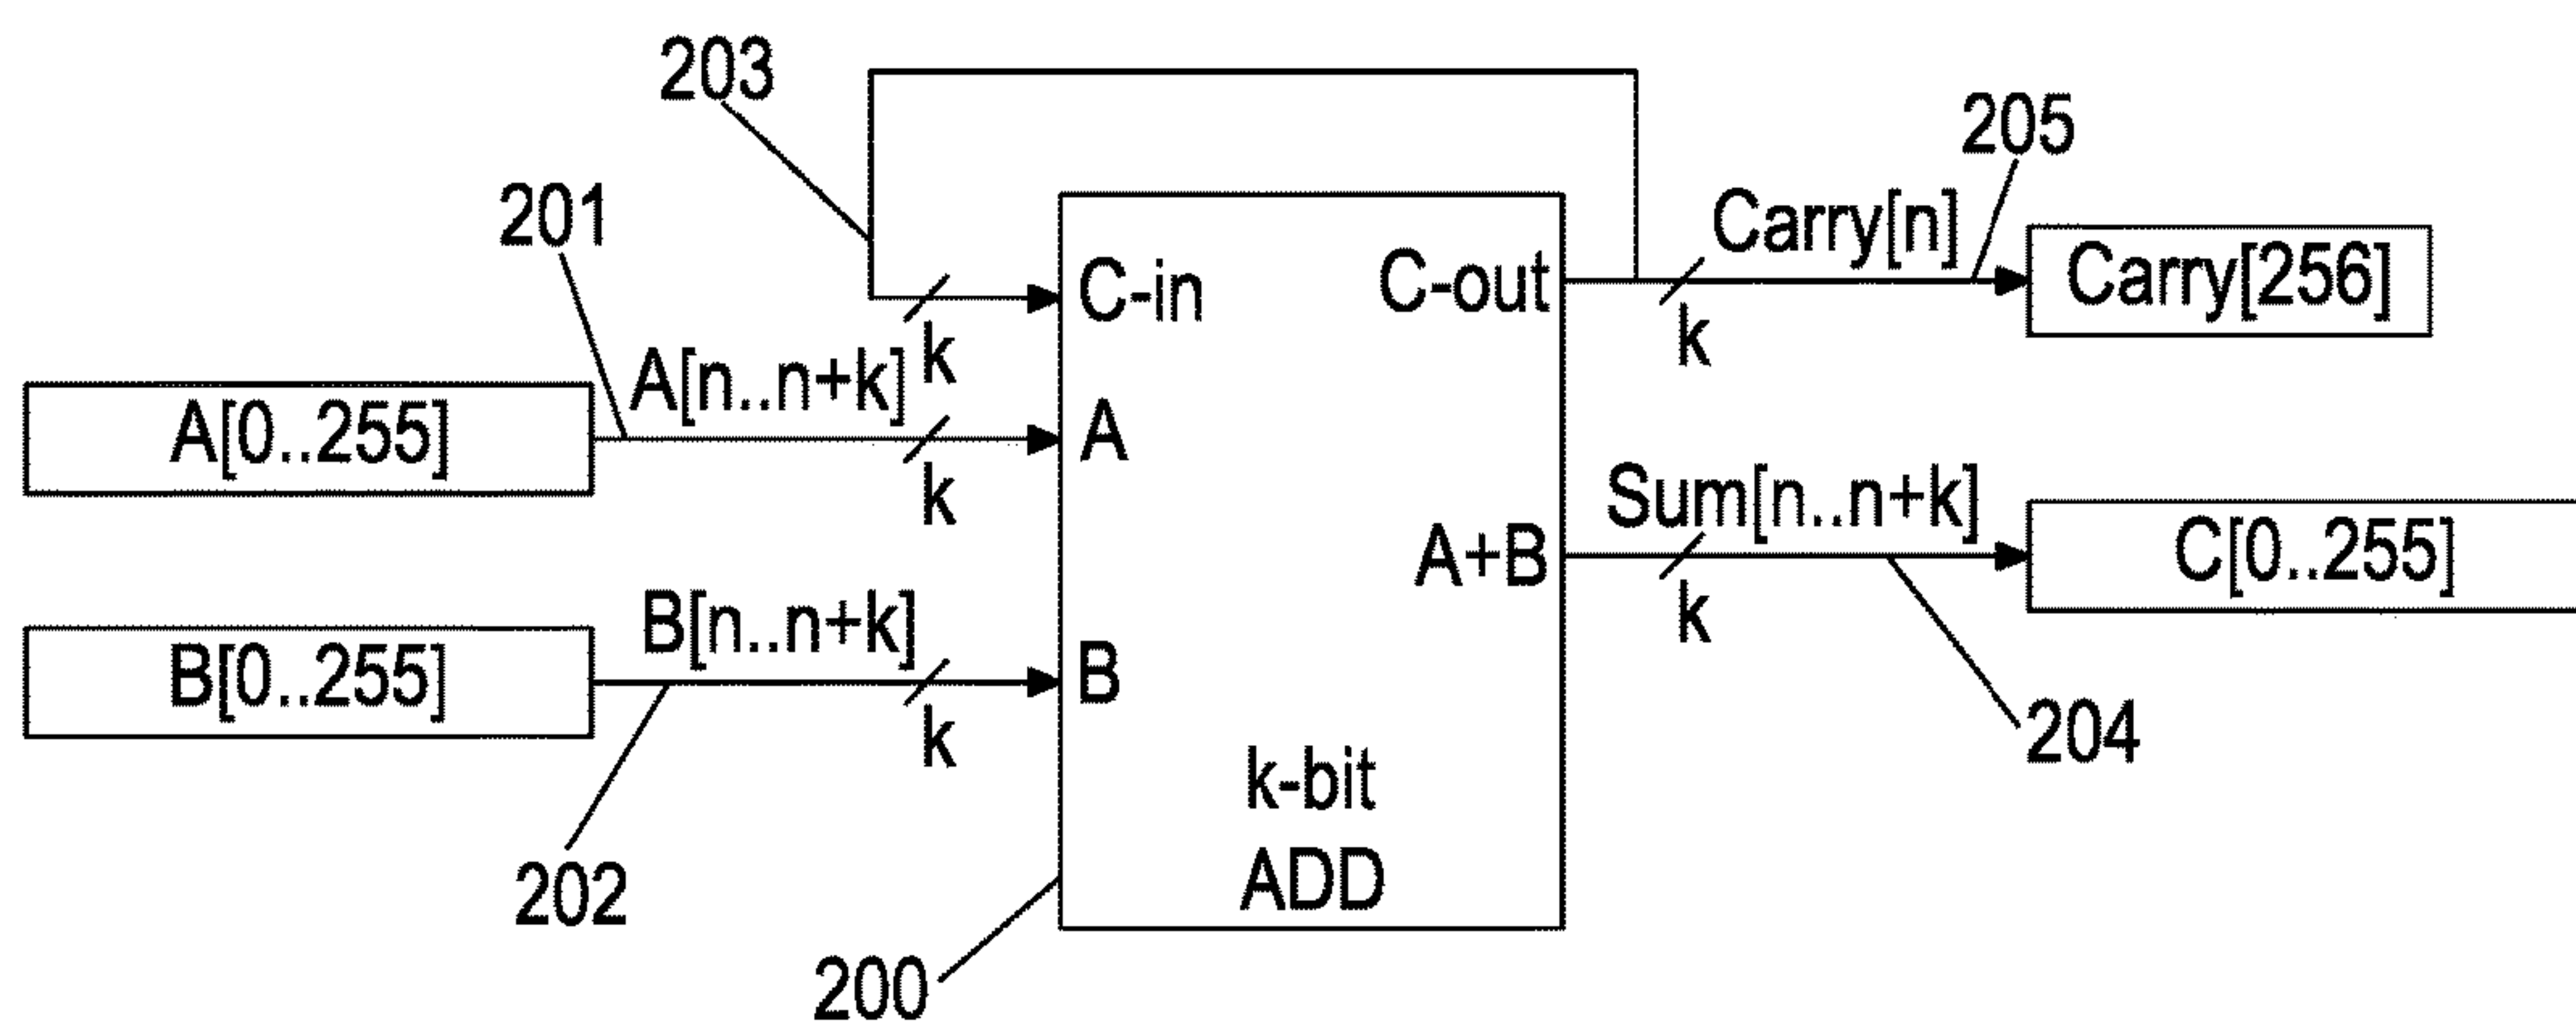 203
205
201
Carry[n]
C-in
C-out
Carry[256]
k
k
A[n..n+k]
A[0..255]
A
k
Sum[n..n+k]
A+B
C[0..255]
k
B[n..n+k]
B[0..255]
B
k
204
k-bit
ADD
202
200